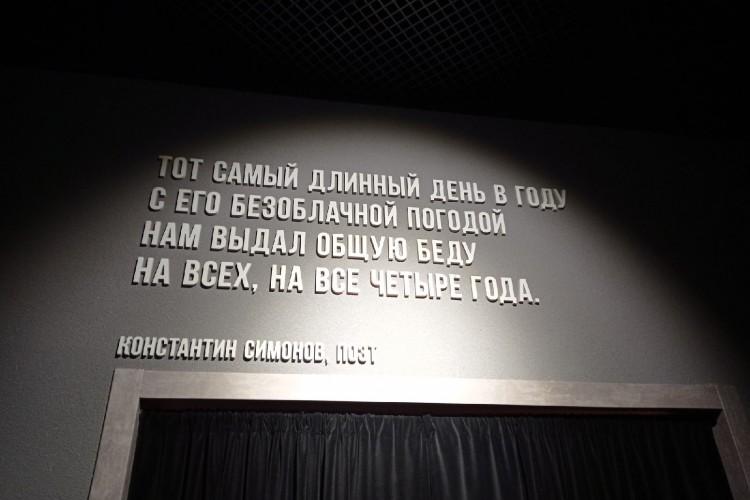 ТОТ САМЫЙ ДЛИННЫЙ ДЕНЬ В ГОДУ
С ЕГО БЕЗОБЛАЧНОЙ ПОГОДОЙ
НАМ ВЫДАЛ ОБЩУЮ БЕДУ
НА ВСЕХ, НА ВСЕ ЧЕТЫРЕ ГОДА.
КОНСТАНТИН СИМОНОВ, ПОЭТ